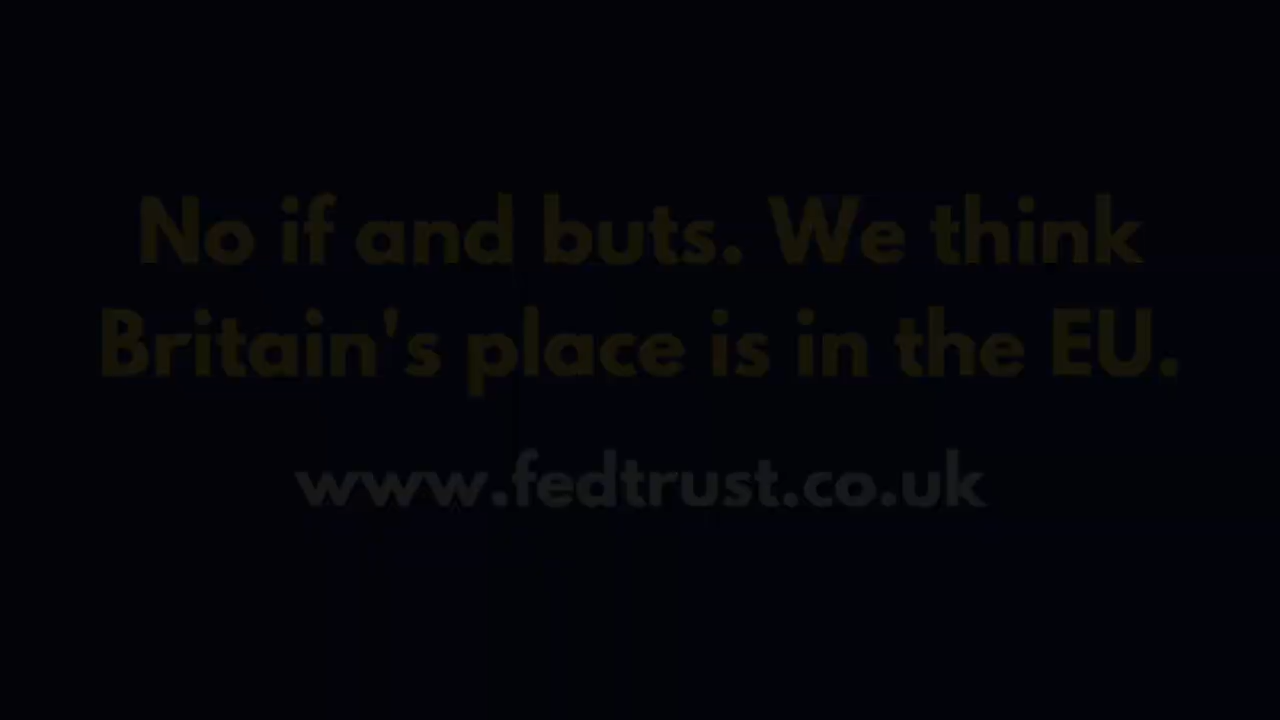 No if and buts. We think
Britain's place is in the EU.
www.fedtrust.co.uk